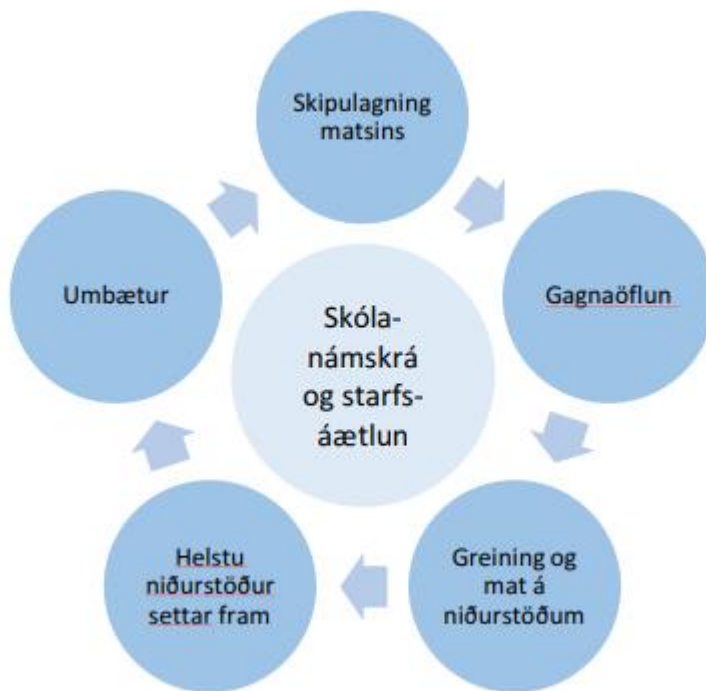 Skipulagning
matsins
Gagnaöflun
Greining og
mat á
niðurstöðum
Helstu
niðurstöður
settar fram
Umbætur
Skóla-
námskrá
og starfs-
áætlun